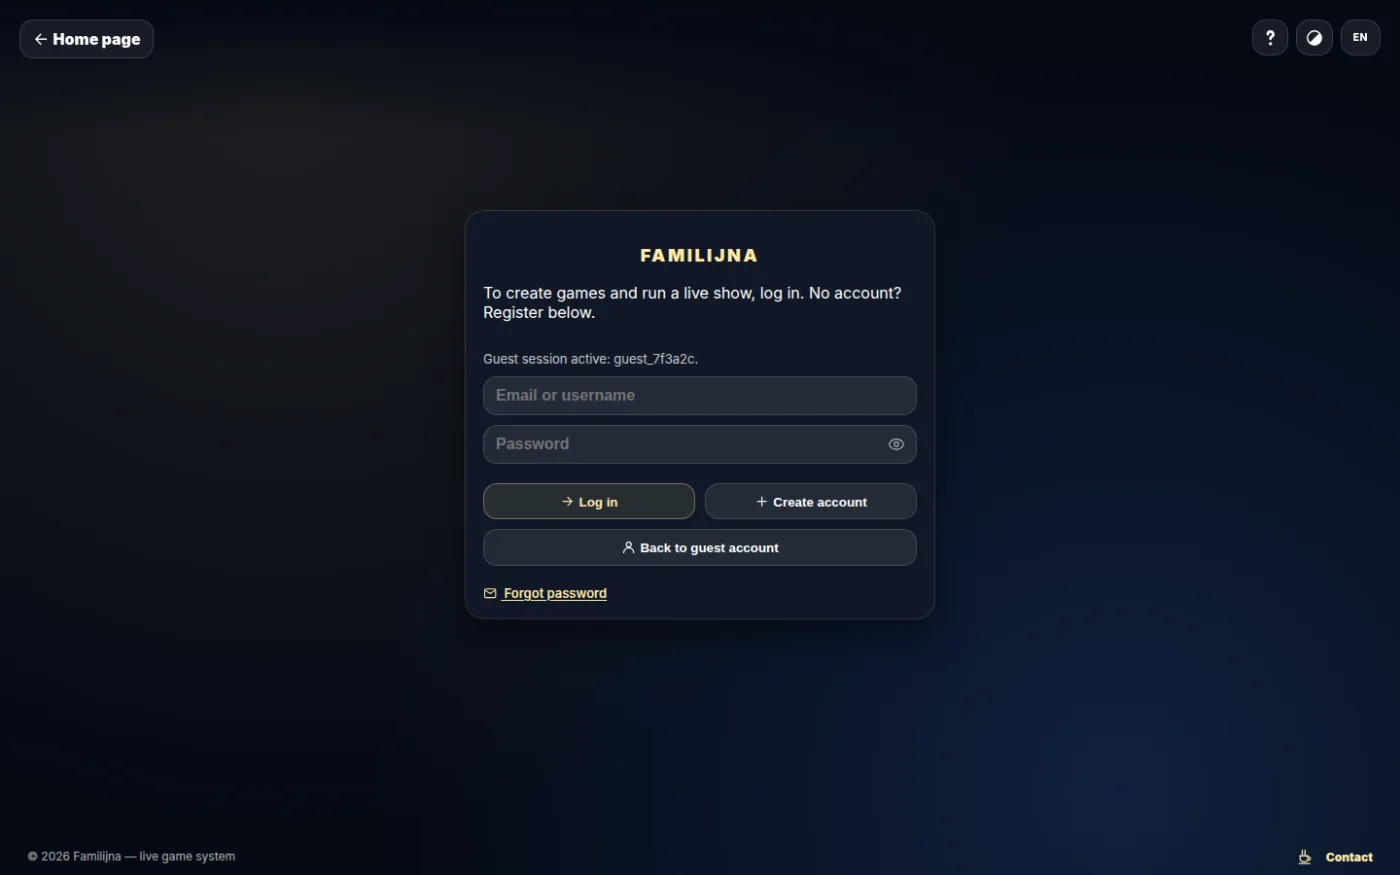 Home page
?
EN
FAMILIJNA
To create games and run a live show, log in. No account?
Register below.
Guest session active: guest_7f3a2c.
Email or username
Password
Log in
Create account
Back to guest account
Forgot password
© 2026 Familijna — live game system
Contact